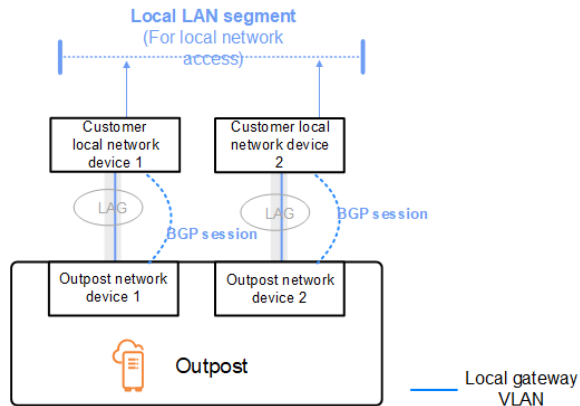 Local LAN segment
(For local network
access)
Customer
local network
device 1
Customer local
network device
2
LAG
LAG
BGP session
BGP session
Outpost network
device 1
Outpost network
device 2
Outpost
Local gateway
VLAN